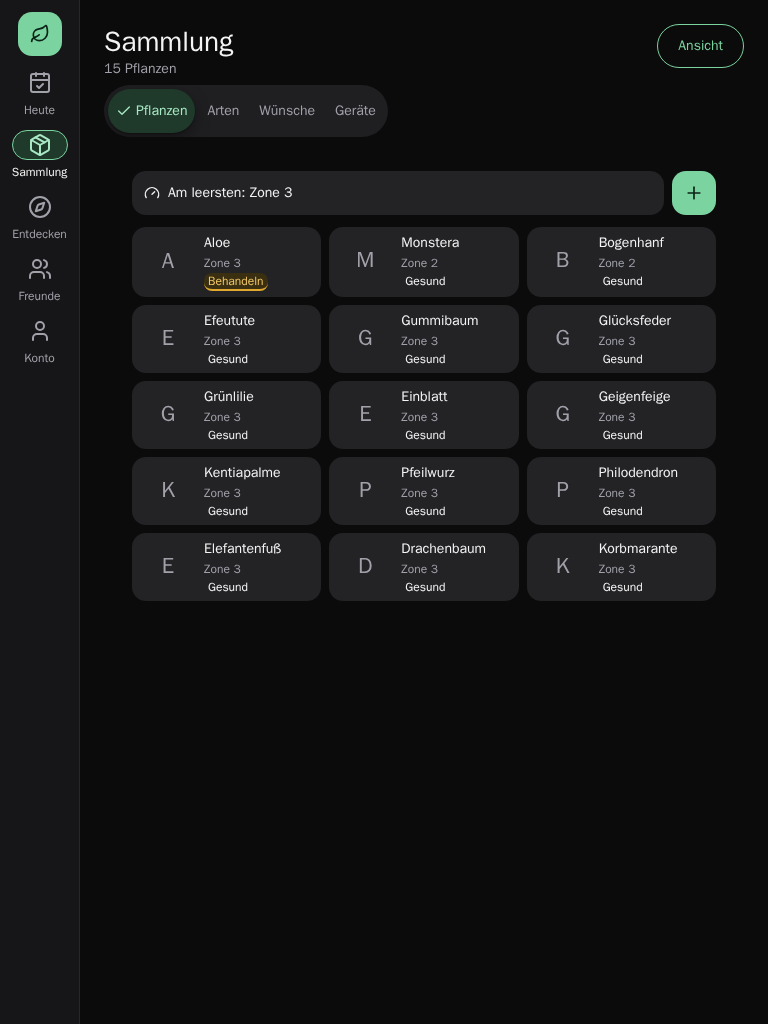 Sammlung
15 Pflanzen
Ansicht
Pflanzen
Arten
Wünsche
Geräte
Heute
Sammlung
Entdecken
Freunde
Konto
Am leersten: Zone 3
A
Aloe
Zone 3
Behandeln
M
Monstera
Zone 2
Gesund
B
Bogenhanf
Zone 2
Gesund
E
Efeutute
Zone 3
Gesund
G
Gummibaum
Zone 3
Gesund
G
Glücksfeder
Zone 3
Gesund
G
Grünlilie
Zone 3
Gesund
E
Einblatt
Zone 3
Gesund
G
Geigenfeige
Zone 3
Gesund
K
Kentiapalme
Zone 3
Gesund
P
Pfeilwurz
Zone 3
Gesund
P
Philodendron
Zone 3
Gesund
E
Elefantenfuß
Zone 3
Gesund
D
Drachenbaum
Zone 3
Gesund
K
Korbmarante
Zone 3
Gesund